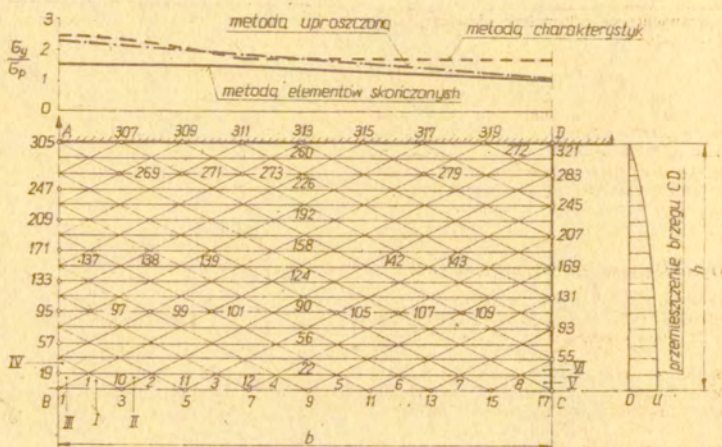 3
2
1
0
σy
σp
metodą uproszczoną
metodą charakterystyk
metodą elementów skończonych
A 307 309 311 313 315 317 319 D
305 260 272 321
269 271 273 279 283
247 226 245
209 192 207
171 158
137 138 139 142 143 169
133 124 131
95 97 99 101 90 105 107 109
93
57 56 55
IV VI
19 22
1 10 2 11 3 12 4 5 6 7 8 V
B 1 3 5 7 9 11 13 15 17 C
III I II
b
h
przemieszczenie brzegu CD
0 u